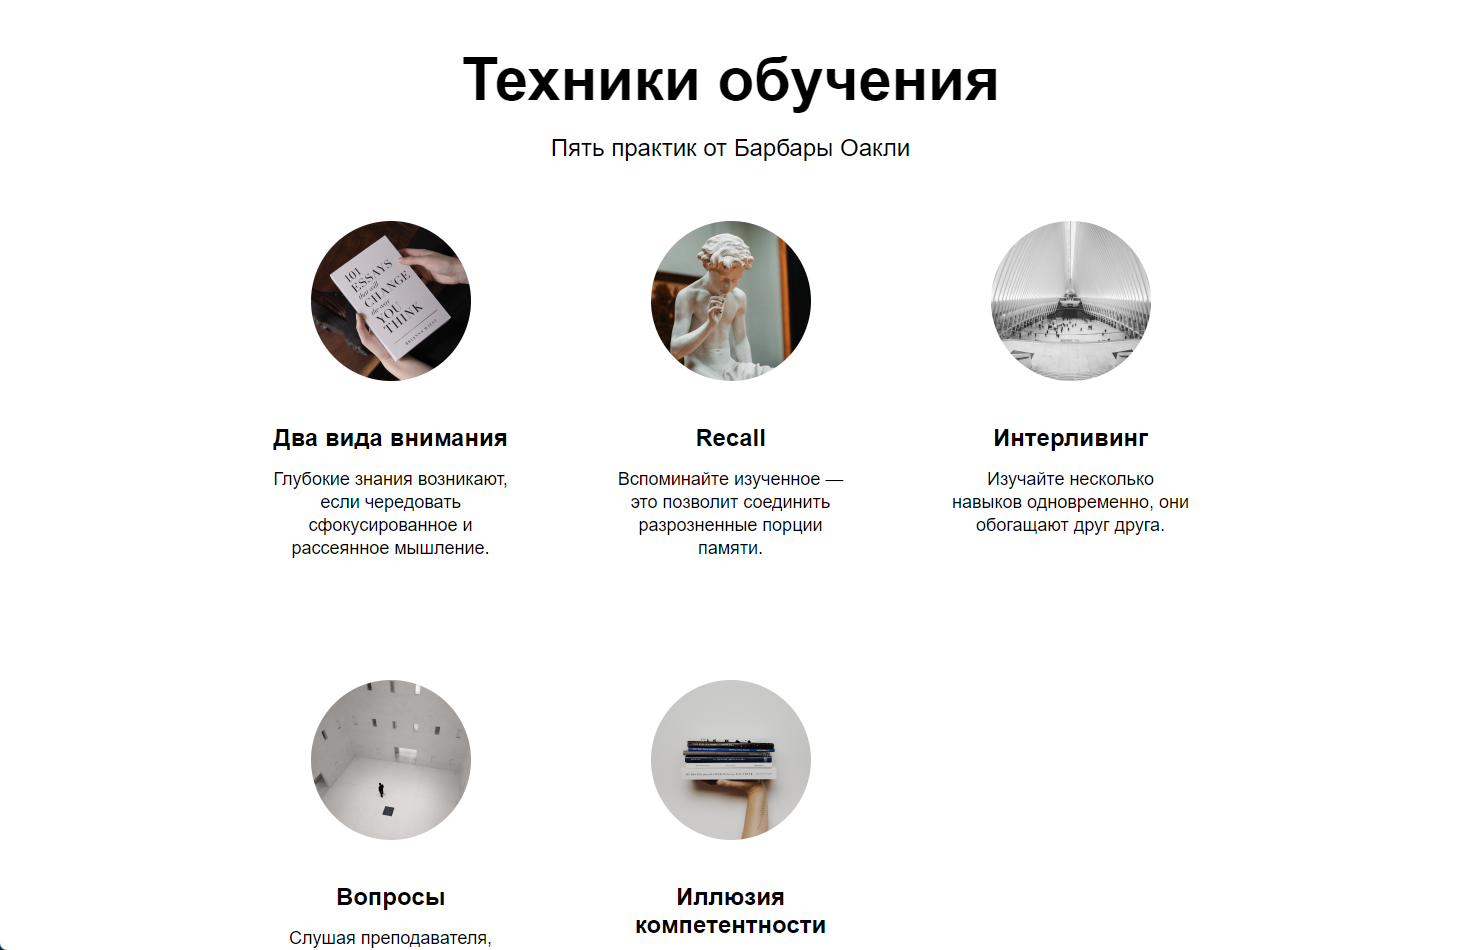 Техники обучения
Пять практик от Барбары Оакли
101
ESSAYS
that will
CHANGE
the way
YOU
THINK
Два вида внимания
Глубокие знания возникают,
если чередовать
сфокусированное и
рассеянное мышление.
Recall
Вспоминайте изученное —
это позволит соединить
разрозненные порции
памяти.
Интерливинг
Изучайте несколько
навыков одновременно, они
обогащают друг друга.
Вопросы
Слушая преподавателя,
Иллюзия
компетентности